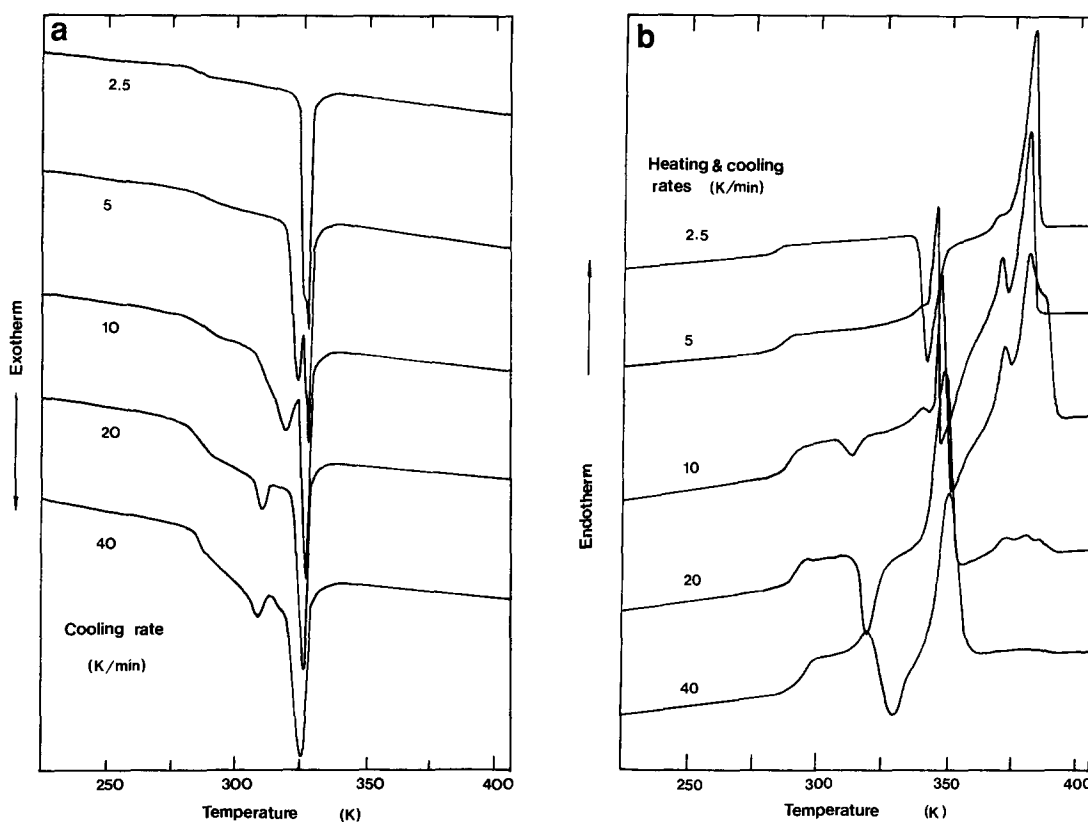 a
2.5
5
10
20
40
Cooling rate
(K/min)
Exotherm
250
300
350
400
Temperature (K)
b
Heating & cooling
rates (K/min)
2.5
5
10
20
40
Endotherm
250
300
350
400
Temperature (K)